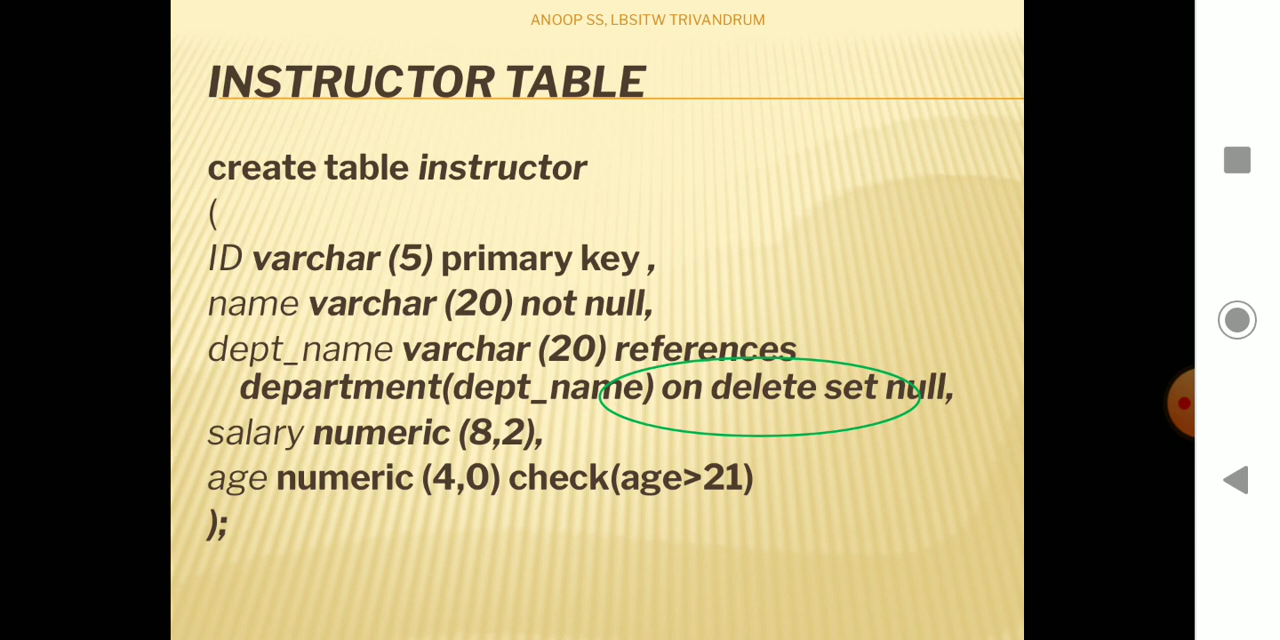 ANOOP SS, LBSITW TRIVANDRUM
INSTRUCTOR TABLE
create table instructor
(
ID varchar (5) primary key ,
name varchar (20) not null,
dept_name varchar (20) references
department(dept_name) on delete set null,
salary numeric (8,2),
age numeric (4,0) check(age>21)
);